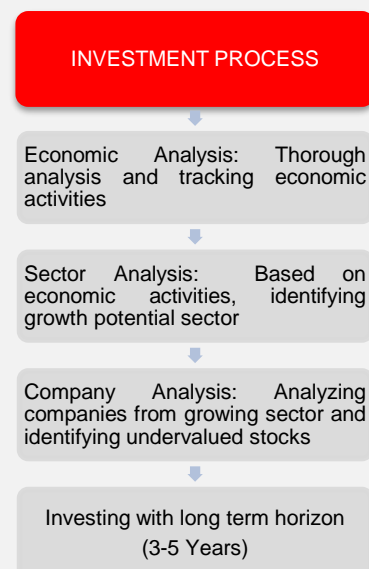 INVESTMENT PROCESS
Economic Analysis: Thorough
analysis and tracking economic
activities
Sector Analysis: Based on
economic activities, identifying
growth potential sector
Company Analysis: Analyzing
companies from growing sector and
identifying undervalued stocks
Investing with long term horizon
(3-5 Years)